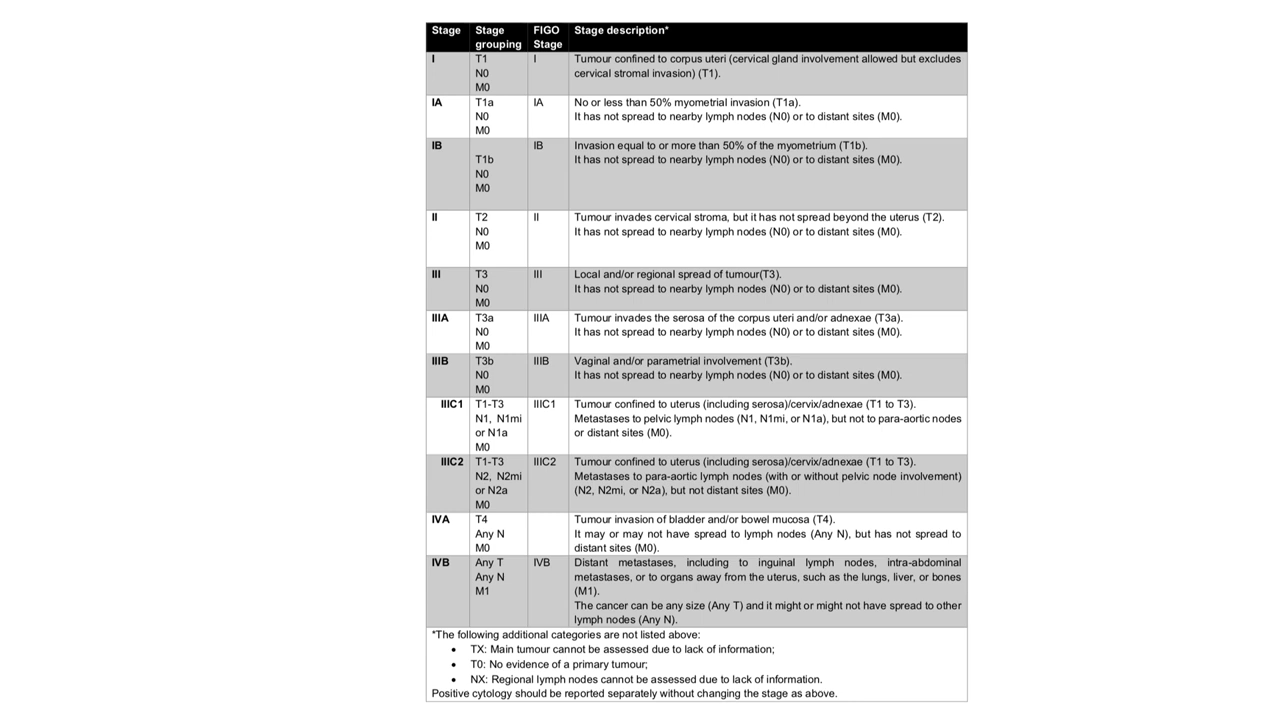 Stage Stage grouping FIGO Stage Stage description*
I T1 I Tumour confined to corpus uteri (cervical gland involvement allowed but excludes
N0 cervical stromal invasion) (T1).
M0
IA T1a IA No or less than 50% myometrial invasion (T1a).
N0 It has not spread to nearby lymph nodes (N0) or to distant sites (M0).
M0
IB IB Invasion equal to or more than 50% of the myometrium (T1b).
T1b It has not spread to nearby lymph nodes (N0) or to distant sites (M0).
N0
M0
II T2 II Tumour invades cervical stroma, but it has not spread beyond the uterus (T2).
N0 It has not spread to nearby lymph nodes (N0) or to distant sites (M0).
M0
III T3 III Local and/or regional spread of tumour(T3).
N0 It has not spread to nearby lymph nodes (N0) or to distant sites (M0).
M0
IIIA T3a IIIA Tumour invades the serosa of the corpus uteri and/or adnexae (T3a).
N0 It has not spread to nearby lymph nodes (N0) or to distant sites (M0).
M0
IIIB T3b IIIB Vaginal and/or parametrial involvement (T3b).
N0 It has not spread to nearby lymph nodes (N0) or to distant sites (M0).
M0
IIIC1 T1-T3 IIIC1 Tumour confined to uterus (including serosa)/cervix/adnexae (T1 to T3).
N1, N1mi Metastases to pelvic lymph nodes (N1, N1mi, or N1a), but not to para-aortic nodes
or N1a or distant sites (M0).
M0
IIIC2 T1-T3 IIIC2 Tumour confined to uterus (including serosa)/cervix/adnexae (T1 to T3).
N2, N2mi Metastases to para-aortic lymph nodes (with or without pelvic node involvement)
or N2a (N2, N2mi, or N2a), but not distant sites (M0).
M0
IVA T4 Tumour invasion of bladder and/or bowel mucosa (T4).
Any N It may or may not have spread to lymph nodes (Any N), but has not spread to
M0 distant sites (M0).
IVB Any T IVB Distant metastases, including to inguinal lymph nodes, intra-abdominal
Any N metastases, or to organs away from the uterus, such as the lungs, liver, or bones
M1 (M1).
The cancer can be any size (Any T) and it might or might not have spread to other
lymph nodes (Any N).
*The following additional categories are not listed above:
• TX: Main tumour cannot be assessed due to lack of information;
• T0: No evidence of a primary tumour;
• NX: Regional lymph nodes cannot be assessed due to lack of information.
Positive cytology should be reported separately without changing the stage as above.